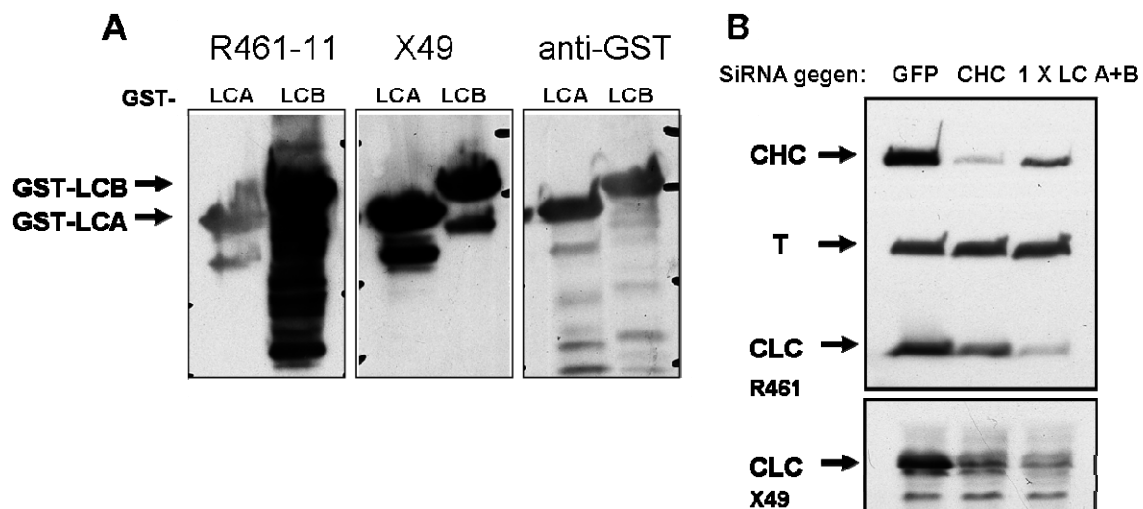 A
R461-11 X49 anti-GST
GST- LCA LCB LCA LCB LCA LCB
GST-LCB
GST-LCA
B
SiRNA gegen: GFP CHC 1 X LC A+B
CHC
T
CLC
R461
CLC
X49